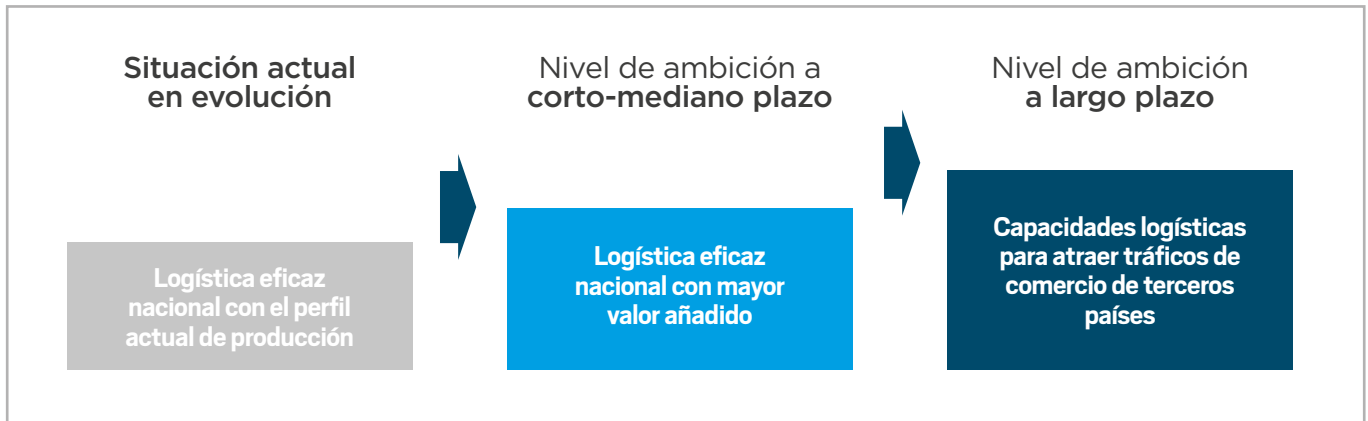 Situación actual
en evolución
Nivel de ambición a
corto-mediano plazo
Nivel de ambición
a largo plazo
Logística eficaz
nacional con el perfil
actual de producción
Logística eficaz
nacional con mayor
valor añadido
Capacidades logísticas
para atraer tráficos de
comercio de terceros
países